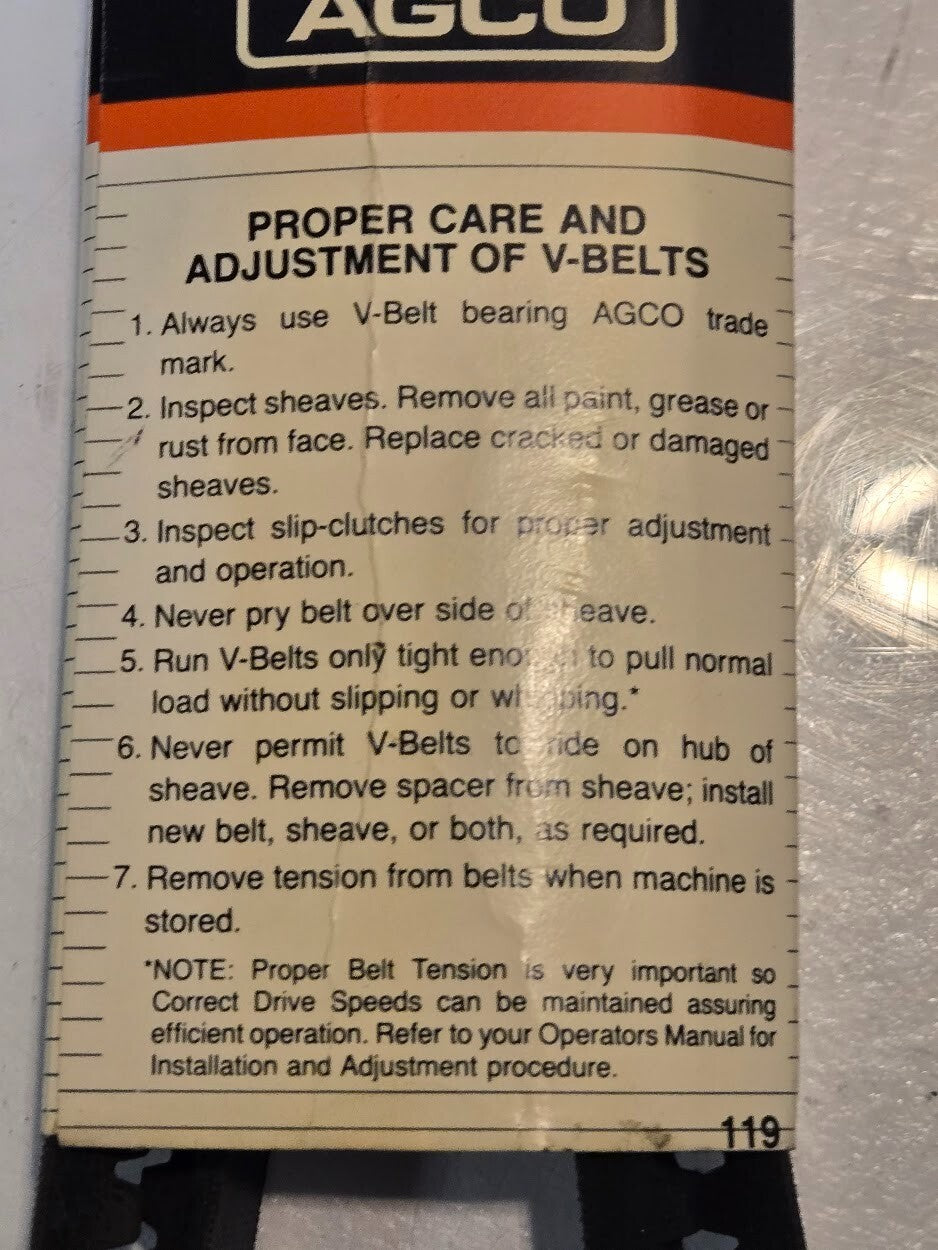 AGCO
PROPER CARE AND
ADJUSTMENT OF V-BELTS
1. Always use V-Belt bearing AGCO trade
mark.
2. Inspect sheaves. Remove all paint, grease or
rust from face. Replace cracked or damaged
sheaves.
3. Inspect slip-clutches for proper adjustment
and operation.
4. Never pry belt over side of sheave.
5. Run V-Belts only tight enough to pull normal
load without slipping or whipping.*
6. Never permit V-Belts to ride on hub of
sheave. Remove spacer from sheave; install
new belt, sheave, or both, as required.
7. Remove tension from belts when machine is
stored.
*NOTE: Proper Belt Tension is very important so
Correct Drive Speeds can be maintained assuring
efficient operation. Refer to your Operators Manual for
Installation and Adjustment procedure.
119